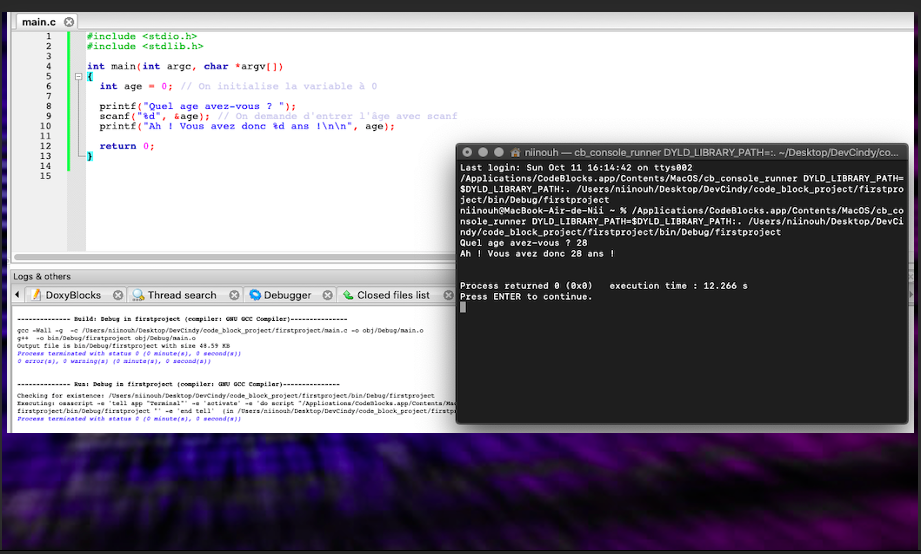 main.c
1 #include <stdio.h>
2 #include <stdlib.h>
3
4 int main(int argc, char *argv[])
5 {
6 int age = 0; // On initialise la variable à 0
7
8 printf("Quel age avez-vous ? ");
9 scanf("%d", &age); // On demande d'entrer l'âge avec scanf
10 printf("Ah ! Vous avez donc %d ans !\n\n", age);
11
12 return 0;
13 }
14
15
niinouh — cb_console_runner DYLD_LIBRARY_PATH=:. ~/Desktop/DevCindy/co...
Last login: Sun Oct 11 16:14:42 on ttys002
/Applications/CodeBlocks.app/Contents/MacOS/cb_console_runner DYLD_LIBRARY_PATH=
$DYLD_LIBRARY_PATH:. /Users/niinouh/Desktop/DevCindy/code_block_project/firstpro
ject/bin/Debug/firstproject
niinouh@MacBook-Air-de-Nii ~ % /Applications/CodeBlocks.app/Contents/MacOS/cb_co
nsole_runner DYLD_LIBRARY_PATH=$DYLD_LIBRARY_PATH:. /Users/niinouh/Desktop/DevCi
ndy/code_block_project/firstproject/bin/Debug/firstproject
Quel age avez-vous ? 28
Ah ! Vous avez donc 28 ans !
Process returned 0 (0x0) execution time : 12.266 s
Press ENTER to continue.
Logs & others
DoxyBlocks Thread search Debugger Closed files list
-------------- Build: Debug in firstproject (compiler: GNU GCC Compiler)---------------
gcc -Wall -g -c /Users/niinouh/Desktop/DevCindy/code_block_project/firstproject/main.c -o obj/Debug/main.o
g++ -o bin/Debug/firstproject obj/Debug/main.o
Output file is bin/Debug/firstproject with size 48.59 KB
Process terminated with status 0 (0 minute(s), 0 second(s))
0 error(s), 0 warning(s) (0 minute(s), 0 second(s))
-------------- Run: Debug in firstproject (compiler: GNU GCC Compiler)---------------
Checking for existence: /Users/niinouh/Desktop/DevCindy/code_block_project/firstproject/bin/Debug/firstproject
Executing: osascript -e 'tell app "Terminal"' -e 'activate' -e 'do script "/Applications/CodeBlocks.app/Contents/Mac
firstproject/bin/Debug/firstproject "' -e 'end tell' (in /Users/niinouh/Desktop/DevCindy/code_block_project/firstpro
Process terminated with status 0 (0 minute(s), 0 second(s))